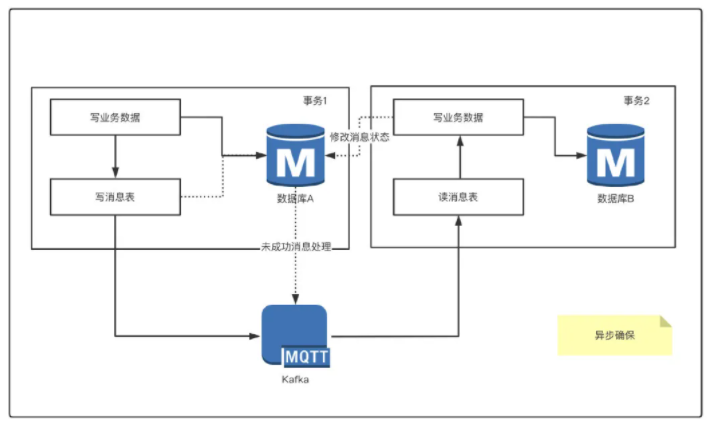 事务1
写业务数据
写消息表
M
数据库A
未成功消息处理
修改消息状态
事务2
写业务数据
读消息表
M
数据库B
MQTT
Kafka
异步确保